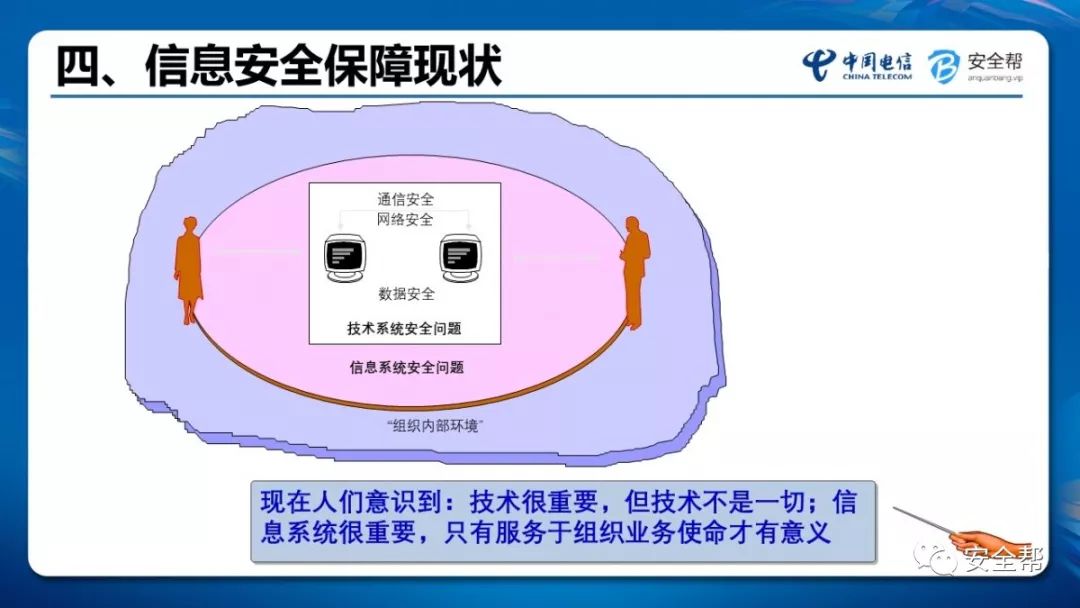 四、信息安全保障现状
中国电信
CHINA TELECOM
安全帮
anquanbang.vip
通信安全
网络安全
数据安全
技术系统安全问题
信息系统安全问题
“组织内部环境”
现在人们意识到：技术很重要，但技术不是一切；信
息系统很重要，只有服务于组织业务使命才有意义
安全帮